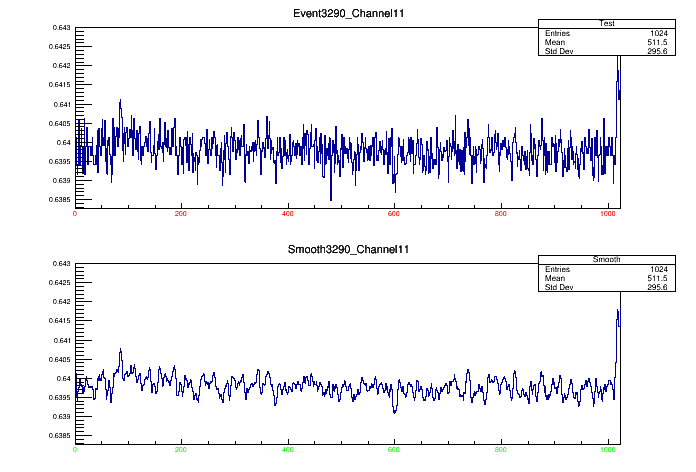 Event3290_Channel11
Test
Entries 1024
Mean 511.5
Std Dev 295.6
0.643
0.6425
0.642
0.6415
0.641
0.6405
0.64
0.6395
0.639
0.6385
0 200 400 600 800 1000
Smooth3290_Channel11
Smooth
Entries 1024
Mean 511.5
Std Dev 295.6
0.643
0.6425
0.642
0.6415
0.641
0.6405
0.64
0.6395
0.639
0.6385
0 200 400 600 800 1000